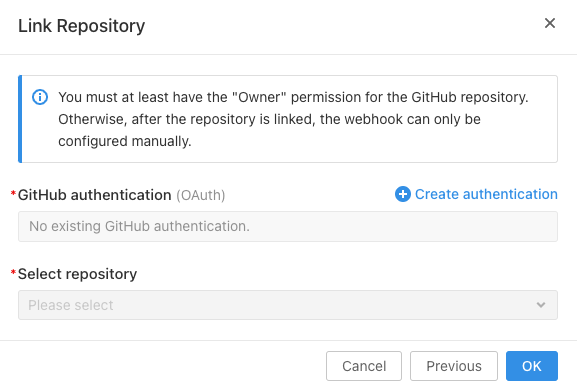 Link Repository
You must at least have the "Owner" permission for the GitHub repository.
Otherwise, after the repository is linked, the webhook can only be
configured manually.
*GitHub authentication (OAuth)
Create authentication
No existing GitHub authentication.
*Select repository
Please select
Cancel
Previous
OK